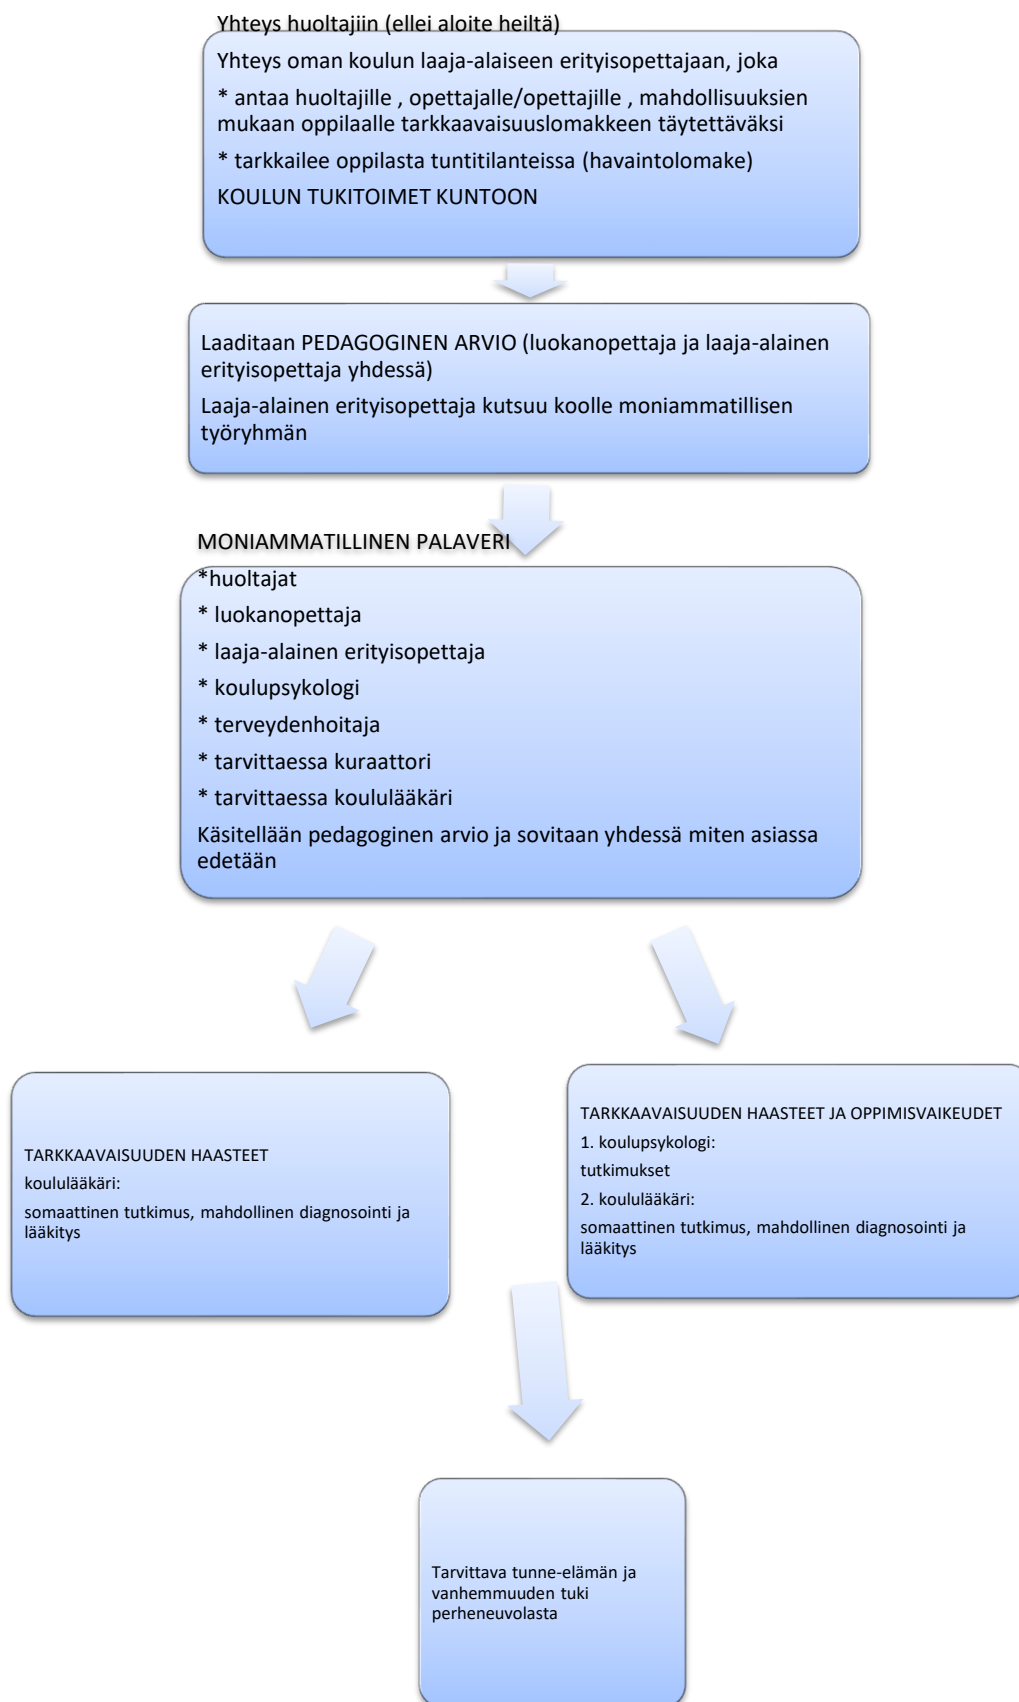 Yhteys huoltajiin (ellei aloite heiltä)
Yhteys oman koulun laaja-alaiseen erityisopettajaan, joka
* antaa huoltajille , opettajalle/opettajille , mahdollisuuksien
mukaan oppilaalle tarkkaavaisuuslomakkeen täytettäväksi
* tarkkailee oppilasta tuntitilanteissa (havaintolomake)
KOULUN TUKITOIMET KUNTOON
Laaditaan PEDAGOGINEN ARVIO (luokanopettaja ja laaja-alainen
erityisopettaja yhdessä)
Laaja-alainen erityisopettaja kutsuu koolle moniammatillisen
työryhmän
MONIAMMATILLINEN PALAVERI
*huoltajat
* luokanopettaja
* laaja-alainen erityisopettaja
* koulupsykologi
* terveydenhoitaja
* tarvittaessa kuraattori
* tarvittaessa koululääkäri
Käsitellään pedagoginen arvio ja sovitaan yhdessä miten asiassa
edetään
TARKKAAVAISUUDEN HAASTEET
koululääkäri:
somaattinen tutkimus, mahdollinen diagnosointi ja
lääkitys
TARKKAAVAISUUDEN HAASTEET JA OPPIMISVAIKEUDET
1. koulupsykologi:
tutkimukset
2. koululääkäri:
somaattinen tutkimus, mahdollinen diagnosointi ja
lääkitys
Tarvittava tunne-elämän ja
vanhemmuuden tuki
perheneuvolasta